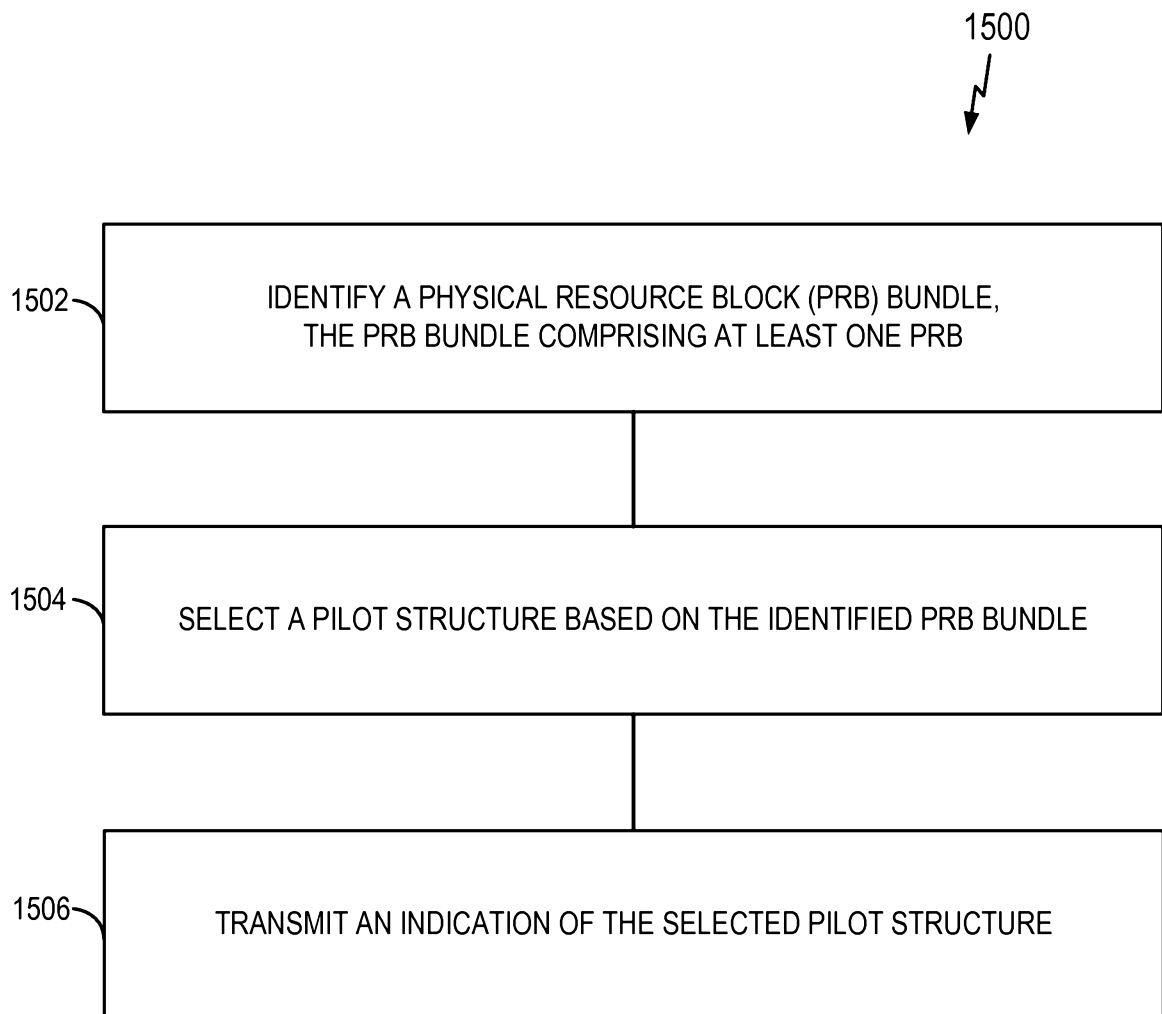 1500
1502
IDENTIFY A PHYSICAL RESOURCE BLOCK (PRB) BUNDLE,
THE PRB BUNDLE COMPRISING AT LEAST ONE PRB
1504
SELECT A PILOT STRUCTURE BASED ON THE IDENTIFIED PRB BUNDLE
1506
TRANSMIT AN INDICATION OF THE SELECTED PILOT STRUCTURE